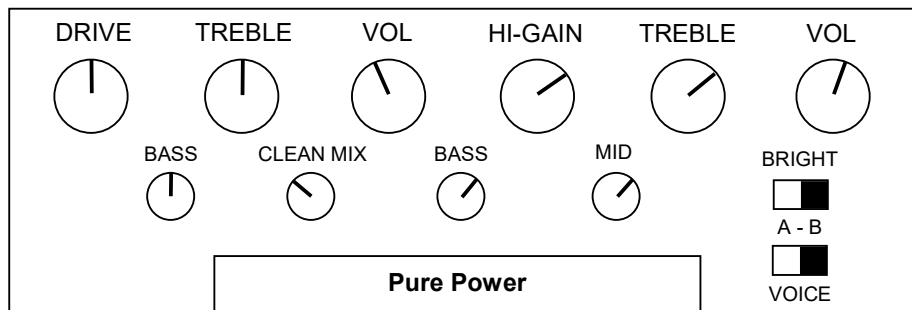 DRIVE TREBLE VOL HI-GAIN TREBLE VOL
BASS CLEAN MIX BASS MID BRIGHT
A - B
Pure Power
VOICE